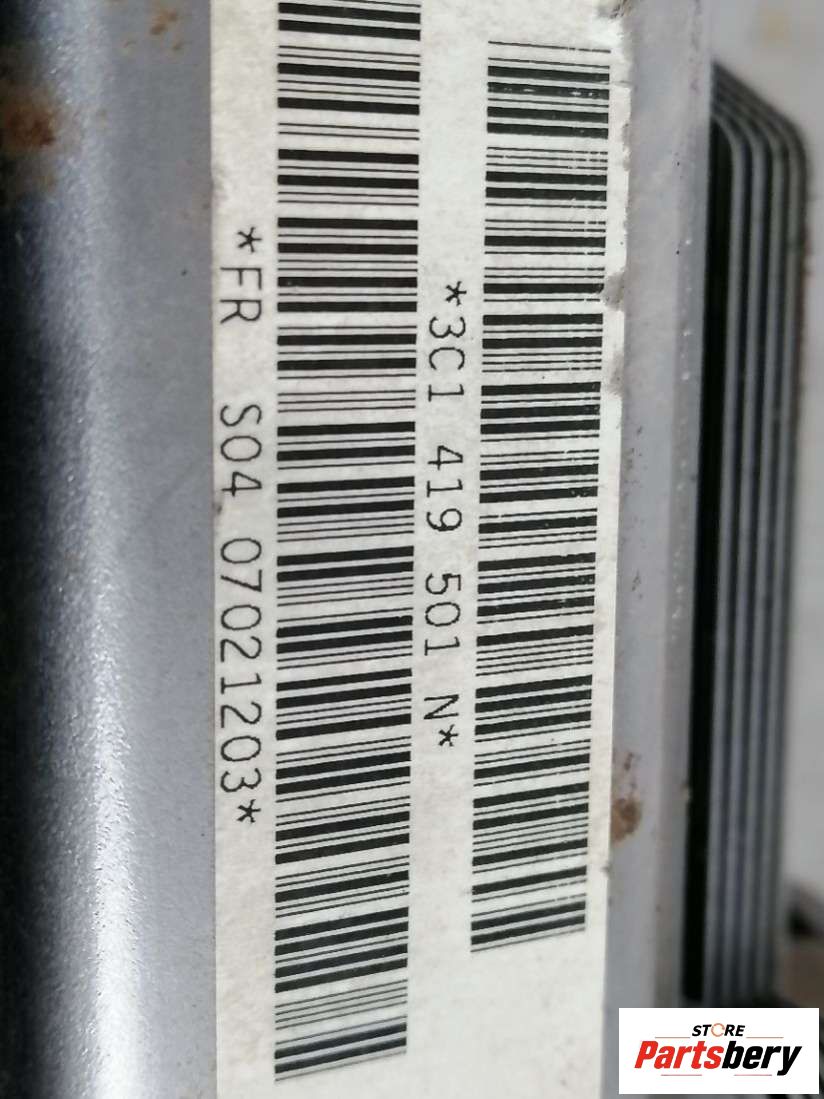 *3C1 419 501 N*
*FR S04 07021203*
STORE
Partsbery